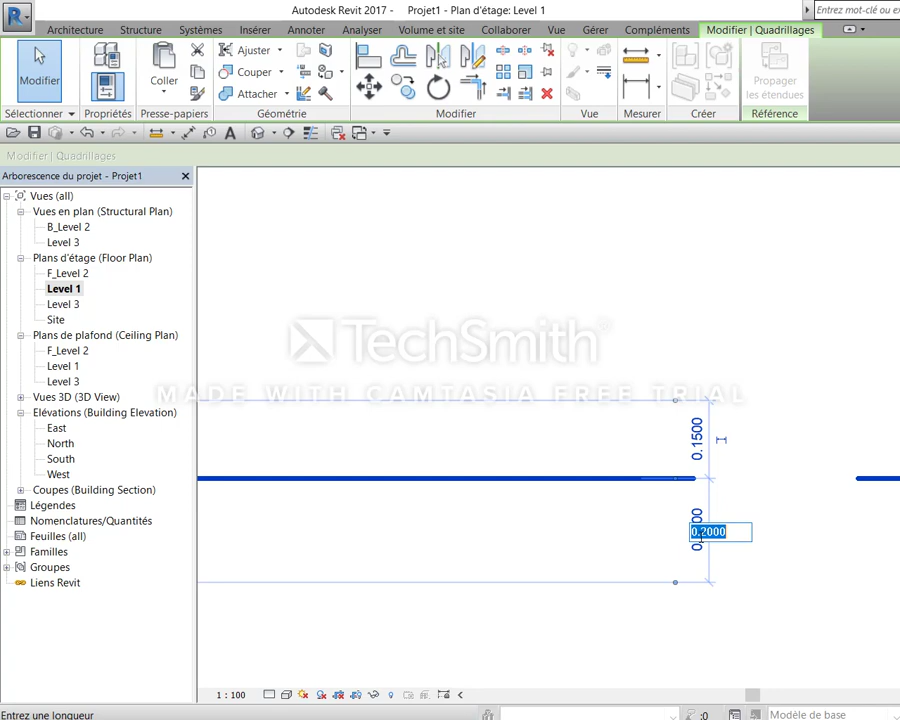 Autodesk Revit 2017 - Projet1 - Plan d'étage: Level 1
Entrez mot-clé ou ex
Architecture Structure Systèmes Insérer Annoter Analyser Volume et site Collaborer Vue Gérer Compléments Modifier | Quadrillages
Modifier
Coller
Ajuster
Couper
Attacher
Propager
les étendues
Sélectionner Propriétés Presse-papiers Géométrie Modifier Vue Mesurer Créer Référence
Modifier | Quadrillages
Arborescence du projet - Projet1
Vues (all)
Vues en plan (Structural Plan)
B_Level 2
Level 3
Plans d'étage (Floor Plan)
F_Level 2
Level 1
Level 3
Site
Plans de plafond (Ceiling Plan)
F_Level 2
Level 1
Level 3
Vues 3D (3D View)
Elévations (Building Elevation)
East
North
South
West
Coupes (Building Section)
Légendes
Nomenclatures/Quantités
Feuilles (all)
Familles
Groupes
Liens Revit
TechSmith
MADE WITH CAMTASIA FREE TRIAL
0.1500
0.2000
1 : 100
Entrez une longueur
:0
Modèle de base